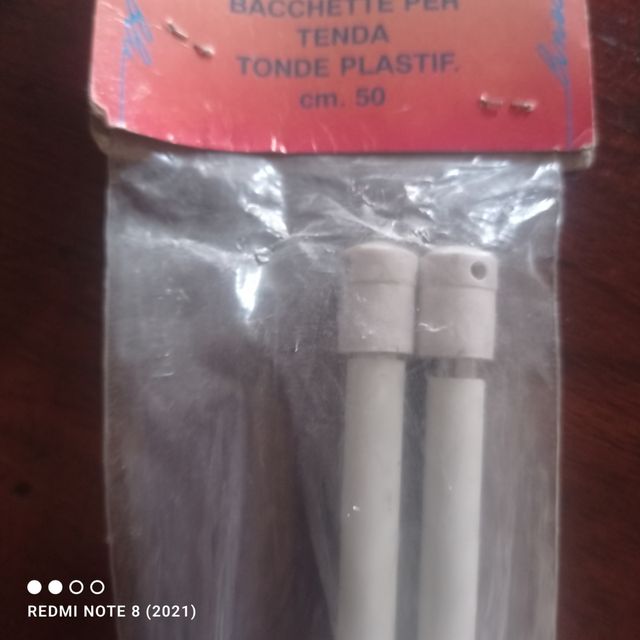 BACCHETTE PER
TENDA
TONDE PLASTIF.
cm. 50
REDMI NOTE 8 (2021)